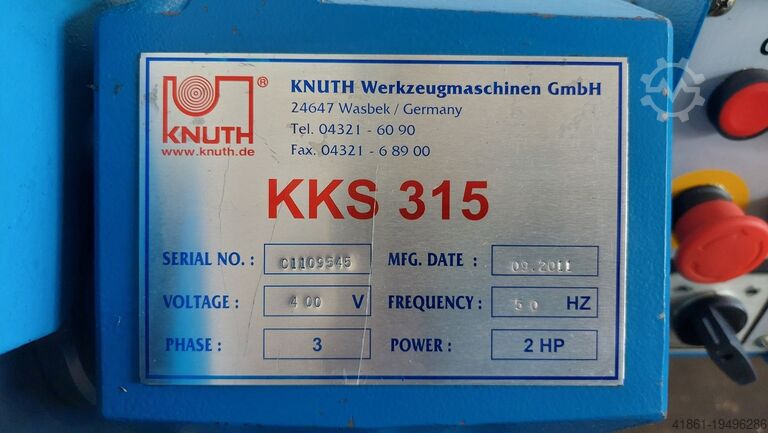 KNUTH Werkzeugmaschinen GmbH
24647 Wasbek / Germany
Tel. 04321 - 60 90
Fax. 04321 - 6 89 00
®
KNUTH
www.knuth.de
KKS 315
SERIAL NO. : C1109545 MFG. DATE : 09.2011
VOLTAGE : 400 V FREQUENCY : 50 HZ
PHASE : 3 POWER : 2 HP
41861-19496286